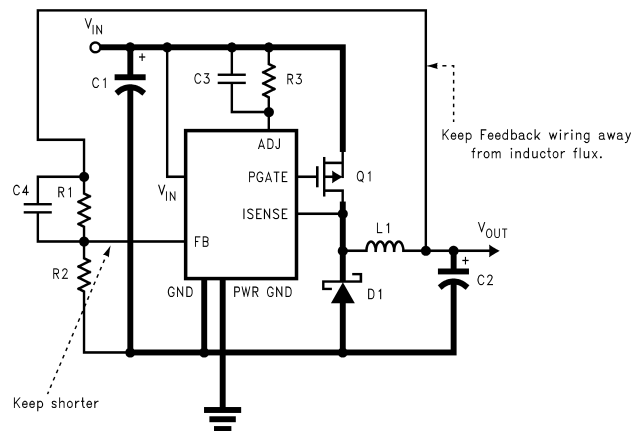 VIN
+
C1
C3
R3
Keep Feedback wiring away
from inductor flux.
ADJ
C4
R1
VIN
PGATE
Q1
ISENSE
L1
VOUT
FB
+
R2
C2
GND
PWR GND
D1
Keep shorter